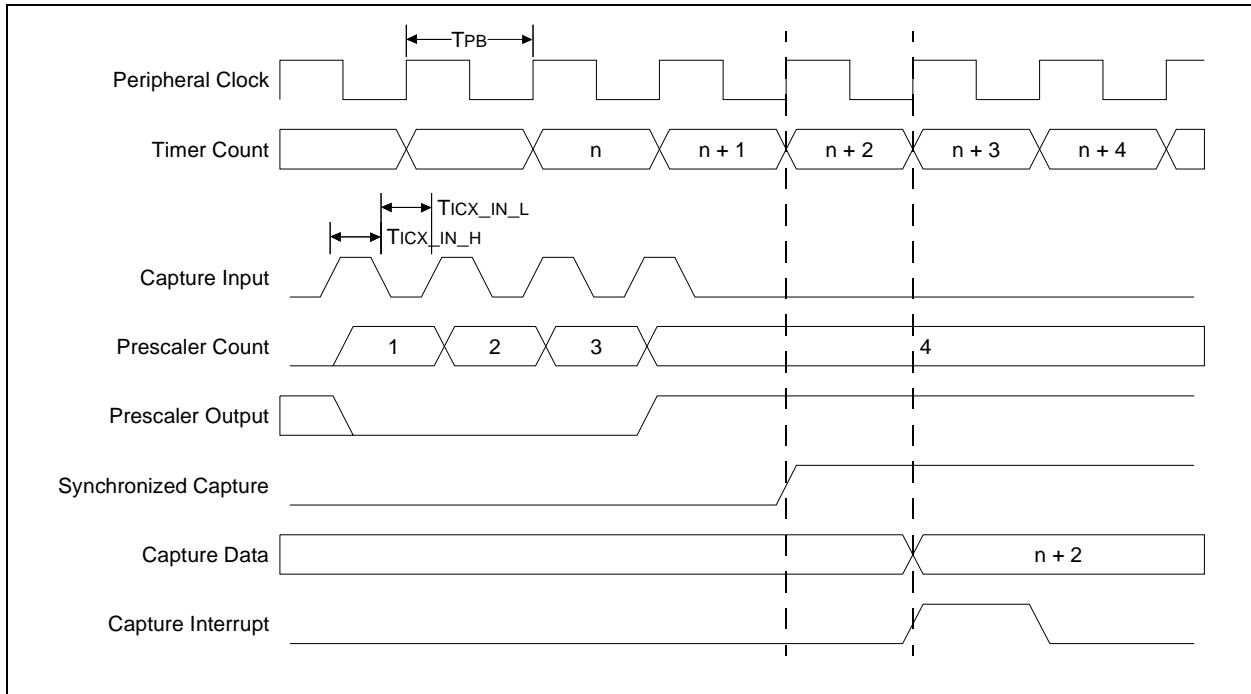 TPB
Peripheral Clock
Timer Count n n + 1 n + 2 n + 3 n + 4
TICX_IN_L
TICX_IN_H
Capture Input
Prescaler Count 1 2 3 4
Prescaler Output
Synchronized Capture
Capture Data n + 2
Capture Interrupt